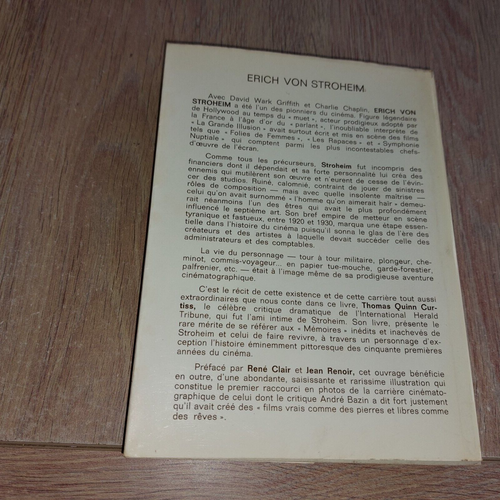 ERICH VON STROHEIM
Avec David Wark Griffith et Charlie Chaplin, ERICH VON
STROHEIM a été l'un des pionniers du cinéma. Figure légendaire
de Hollywood au temps du « muet », acteur prodigieux adopté par
la France à l'âge d'or du « parlant », l'inoubliable interprète de
« La Grande Illusion » avait surtout écrit et mis en scène des films
tels que « Folies de Femmes », « Les Rapaces » et « Symphonie
Nuptiale » qui comptent parmi les plus incontestables chefs-
d'œuvre de l'écran.
Comme tous les précurseurs, Stroheim fut incompris des
financiers dont il dépendait et sa forte personnalité lui créa des
ennemis qui mutilèrent son œuvre et n'eurent de cesse de l'évin-
cer des studios. Ruiné, calomnié, contraint de jouer de sinistres
rôles de composition — mais avec quelle insolente maîtrise —
celui qu'on avait surnommé « l'homme qu'on aimerait haïr » demeu-
rait néanmoins l'un des êtres qui avait le plus profondément
influencé le septième art. Son bref empire de metteur en scène
tyranique et fastueux, entre 1920 et 1930, marqua une étape essen-
tielle dans l'histoire du cinéma puisqu'il sonna le glas de l'ère des
créateurs et des artistes à laquelle devait succéder celle des
administrateurs et des comptables.
La vie du personnage — tour à tour militaire, plongeur, che-
minot, commis-voyageur... en papier tue-mouche, garde-forestier,
palfrenier, etc. — était à l'image même de sa prodigieuse aventure
cinématographique.
C'est le récit de cette existence et de cette carrière tout aussi
extraordinaires que nous conte dans ce livre, Thomas Quinn Cur-
tiss, le célèbre critique dramatique de l'International Herald
Tribune, qui fut l'ami intime de Stroheim. Son livre, présente le
rare mérite de se référer aux « Mémoires » inédits et inachevés de
Stroheim et celui de faire revivre, à travers un personnage d'ex-
ception l'histoire éminemment pittoresque des cinquante premières
années du cinéma.
Préfacé par René Clair et Jean Renoir, cet ouvrage bénéficie
en outre, d'une abondante, saisissante et rarissime illustration qui
constitue le premier raccourci en photos de la carrière cinémato-
graphique de celui dont le critique André Bazin a dit fort justement
qu'il avait créé des « films vrais comme des pierres et libres comme
des rêves ».